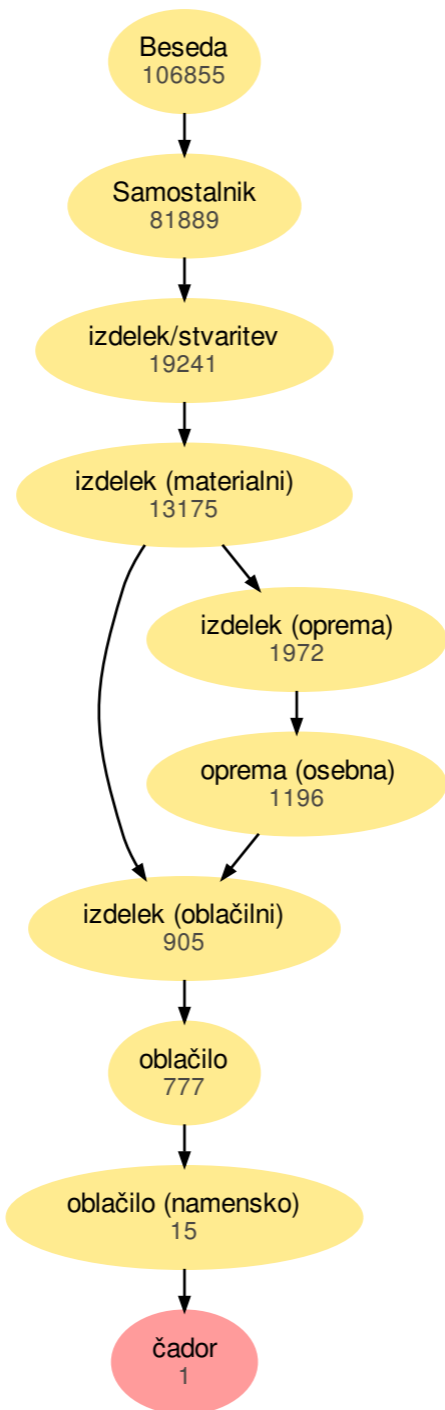 Beseda
106855
Samostalnik
81889
izdelek/stvaritev
19241
izdelek (materialni)
13175
izdelek (oprema)
1972
oprema (osebna)
1196
izdelek (oblačilni)
905
oblačilo
777
oblačilo (namensko)
15
čador
1